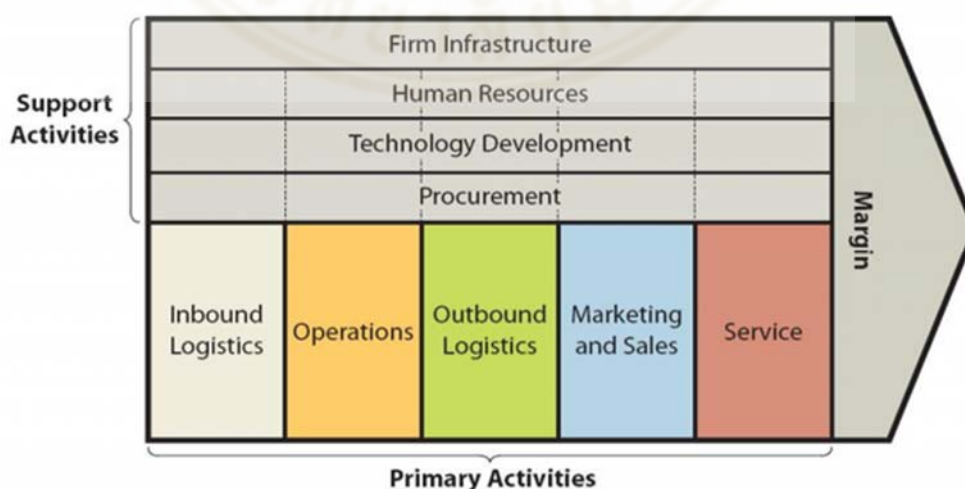 Firm Infrastructure
Human Resources
Support
Activities
Technology Development
Procurement
Margin
Inbound
Logistics
Operations
Outbound
Logistics
Marketing
and Sales
Service
Primary Activities